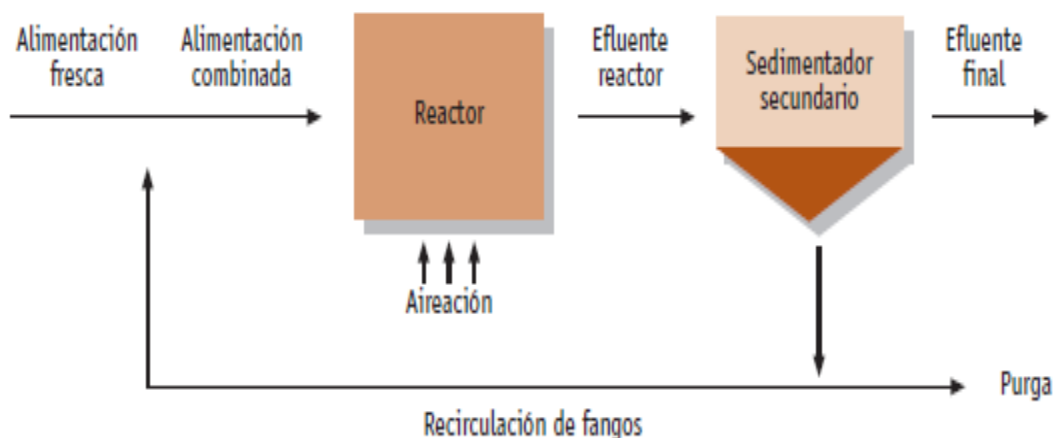 Alimentación
fresca
Alimentación
combinada
Reactor
Efluente
reactor
Sedimentador
secundario
Efluente
final
Aireación
Purga
Recirculación de fangos